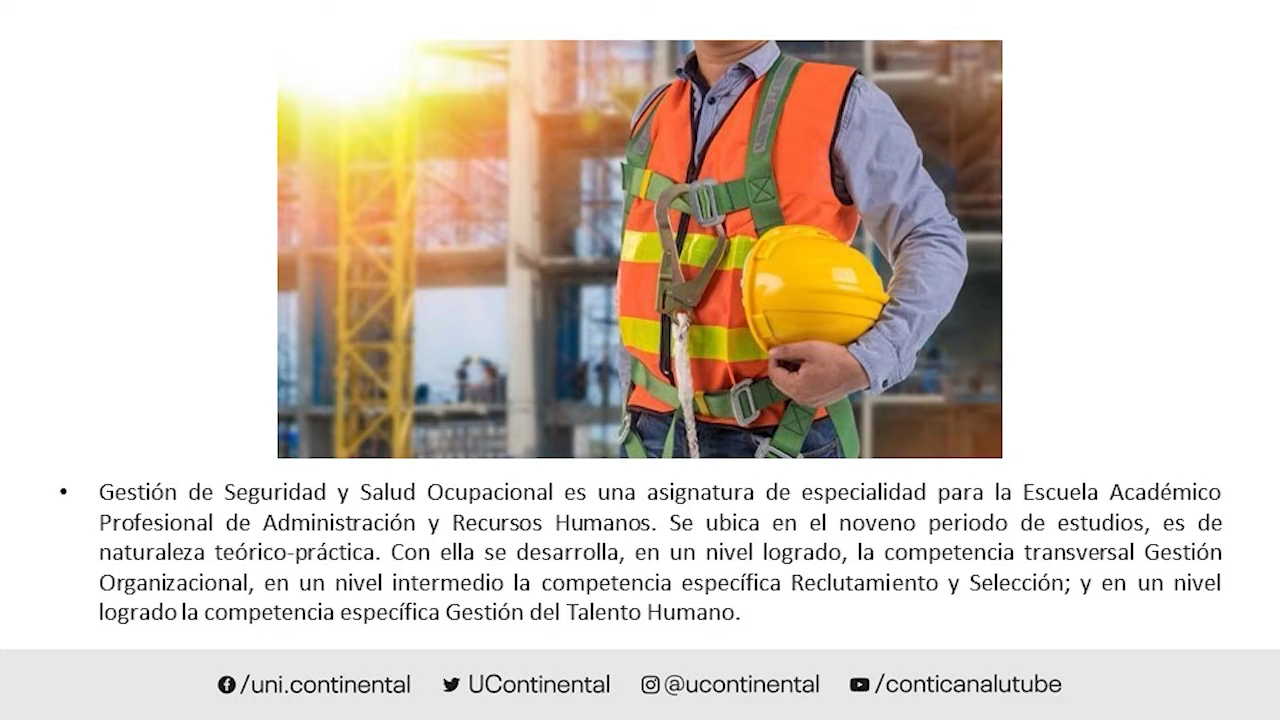 • Gestión de Seguridad y Salud Ocupacional es una asignatura de especialidad para la Escuela Académico
Profesional de Administración y Recursos Humanos. Se ubica en el noveno periodo de estudios, es de
naturaleza teórico-práctica. Con ella se desarrolla, en un nivel logrado, la competencia transversal Gestión
Organizacional, en un nivel intermedio la competencia específica Reclutamiento y Selección; y en un nivel
logrado la competencia específica Gestión del Talento Humano.
/uni.continental UContinental @ucontinental /conticanalutube